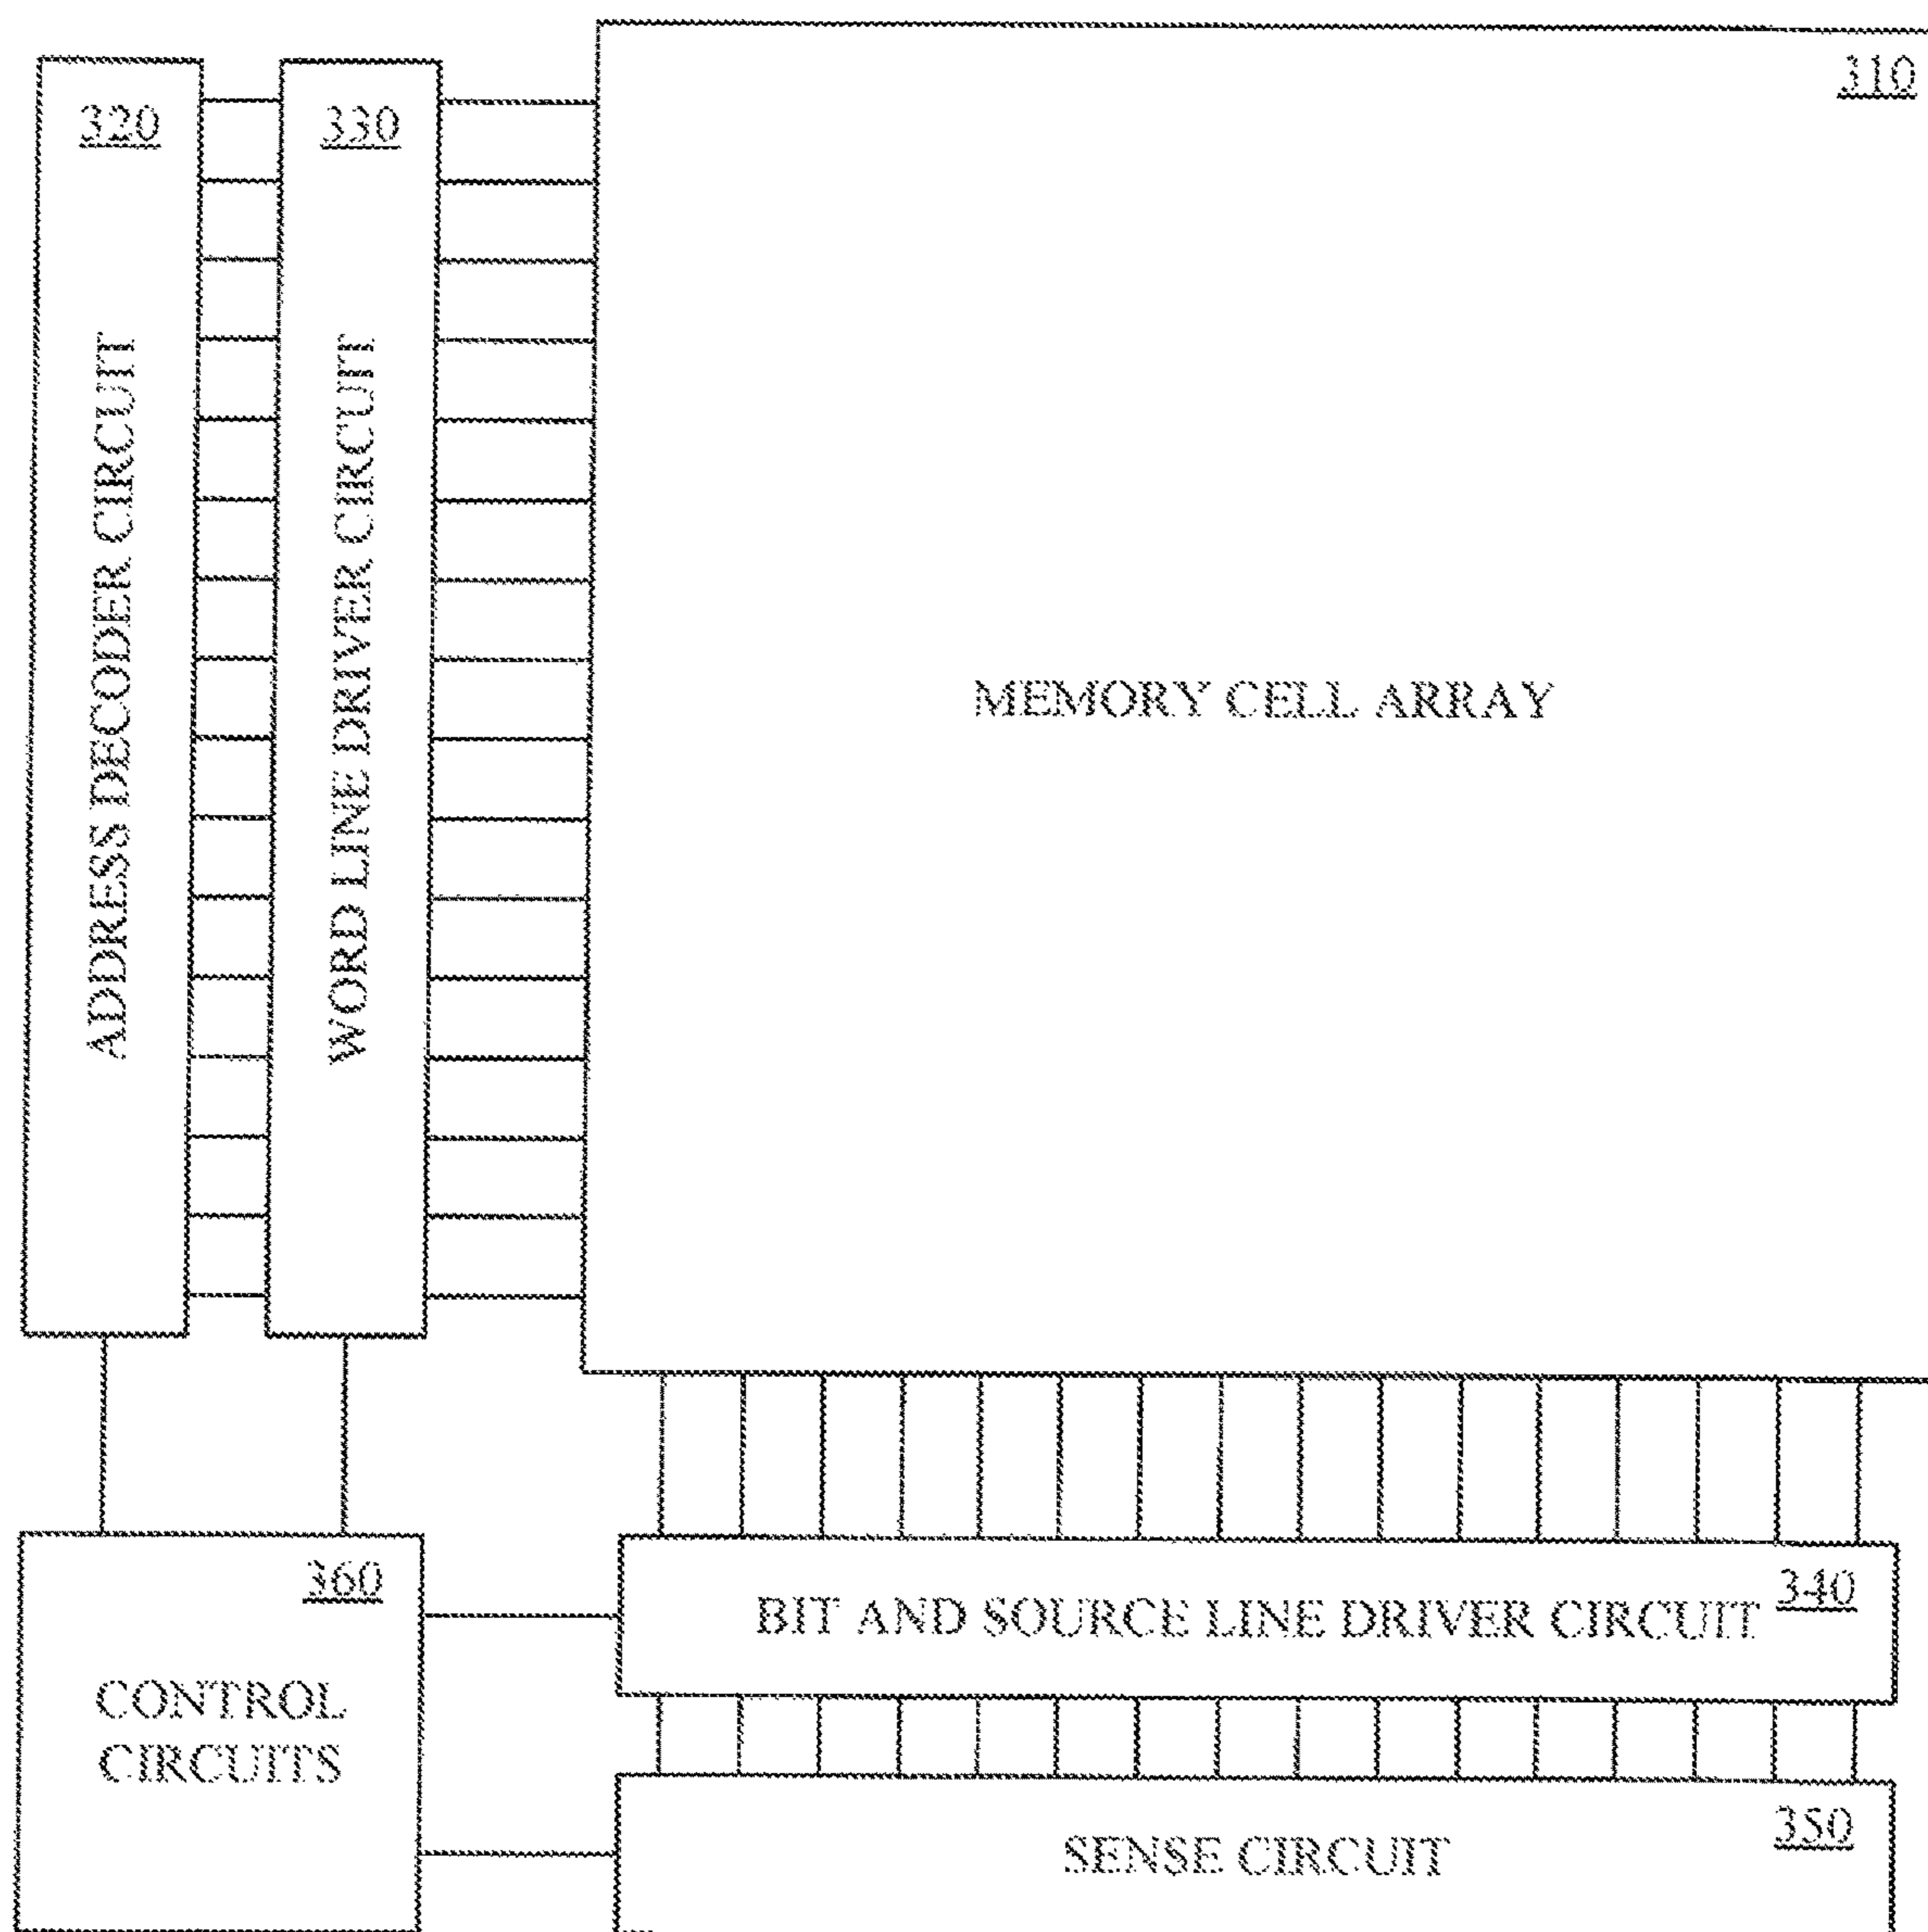 310
320
330
ADDRESS DECODER CIRCUIT
WORD LINE DRIVER CIRCUIT
MEMORY CELL ARRAY
360
CONTROL
CIRCUITS
340
BIT AND SOURCE LINE DRIVER CIRCUIT
350
SENSE CIRCUIT